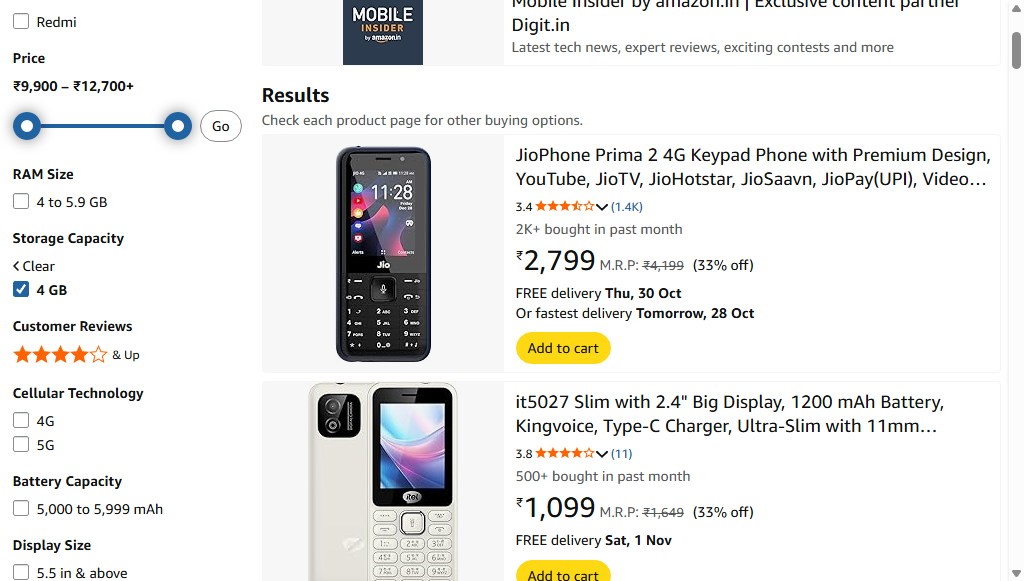 Redmi
Price
₹9,900 – ₹12,700+
Go
RAM Size
4 to 5.9 GB
Storage Capacity
Clear
4 GB
Customer Reviews
& Up
Cellular Technology
4G
5G
Battery Capacity
5,000 to 5,999 mAh
Display Size
5.5 in & above
MOBILE
INSIDER
by amazon.in
Mobile Insider by amazon.in | Exclusive content partner
Digit.in
Latest tech news, expert reviews, exciting contests and more
Results
Check each product page for other buying options.
11:28
Jio
JioPhone Prima 2 4G Keypad Phone with Premium Design,
YouTube, JioTV, JioHotstar, JioSaavn, JioPay(UPI), Video…
3.4 (1.4K)
2K+ bought in past month
₹2,799 M.R.P: ₹4,199 (33% off)
FREE delivery Thu, 30 Oct
Or fastest delivery Tomorrow, 28 Oct
Add to cart
itel
it5027 Slim with 2.4" Big Display, 1200 mAh Battery,
Kingvoice, Type-C Charger, Ultra-Slim with 11mm…
3.8 (11)
500+ bought in past month
₹1,099 M.R.P: ₹1,649 (33% off)
FREE delivery Sat, 1 Nov
Add to cart